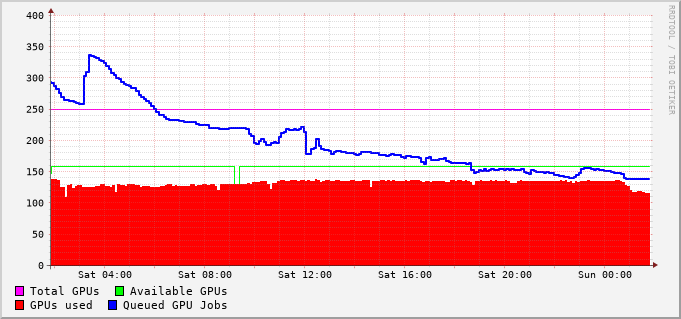 400
350
300
250
200
150
100
50
0
Sat 04:00 Sat 08:00 Sat 12:00 Sat 16:00 Sat 20:00 Sun 00:00
Total GPUs Available GPUs
GPUs used Queued GPU Jobs
RRDTOOL / TOBI OETIKER